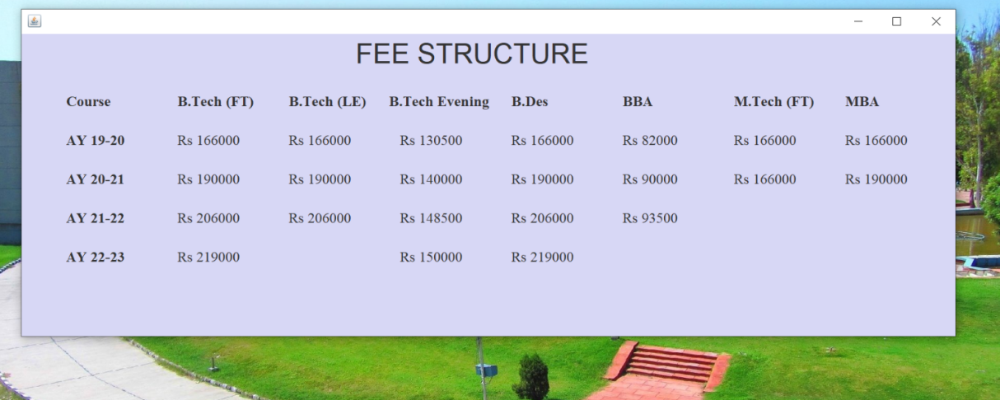 FEE STRUCTURE
Course B.Tech (FT) B.Tech (LE) B.Tech Evening B.Des BBA M.Tech (FT) MBA
AY 19-20 Rs 166000 Rs 166000 Rs 130500 Rs 166000 Rs 82000 Rs 166000 Rs 166000
AY 20-21 Rs 190000 Rs 190000 Rs 140000 Rs 190000 Rs 90000 Rs 166000 Rs 190000
AY 21-22 Rs 206000 Rs 206000 Rs 148500 Rs 206000 Rs 93500
AY 22-23 Rs 219000 Rs 150000 Rs 219000